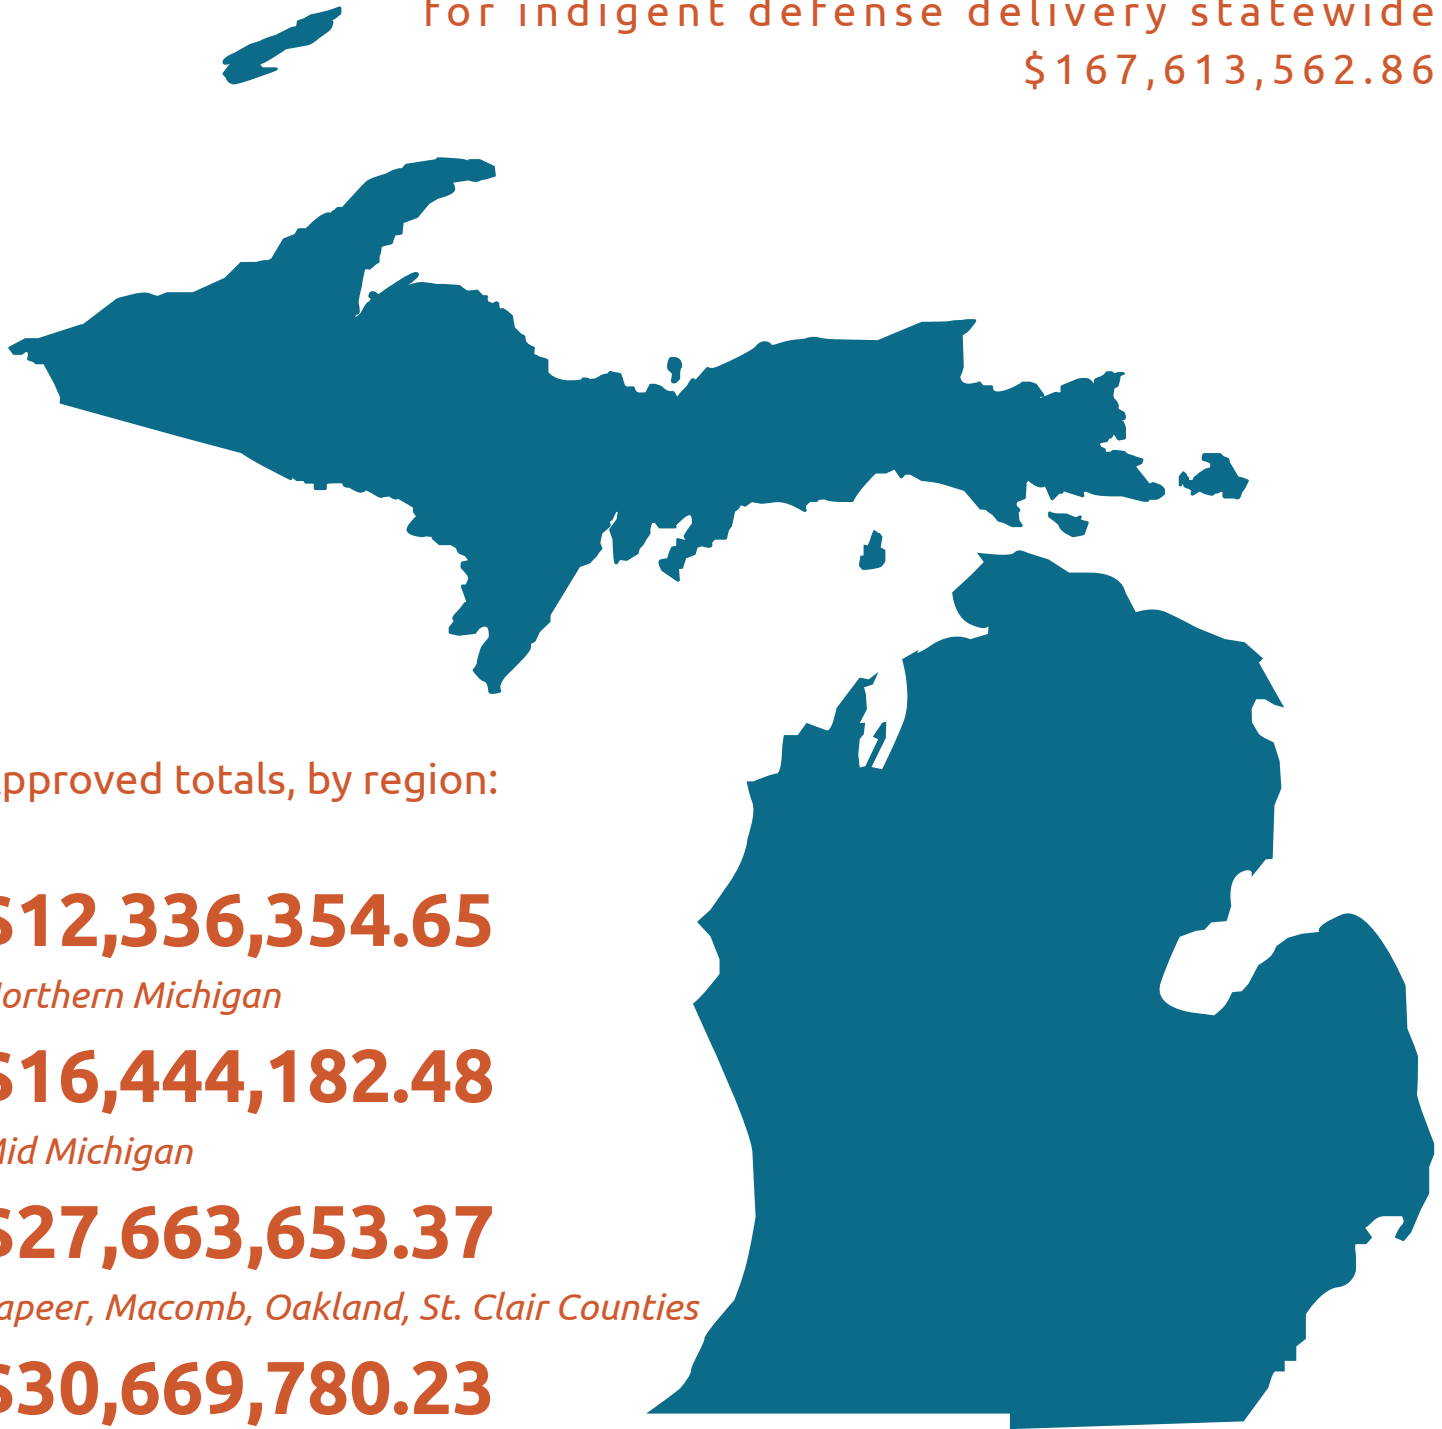 for indigent defense delivery statewide
$167,613,562.86
pproved totals, by region:
$12,336,354.65
orthern Michigan
$16,444,182.48
Mid Michigan
$27,663,653.37
apeer, Macomb, Oakland, St. Clair Counties
$30,669,780.23